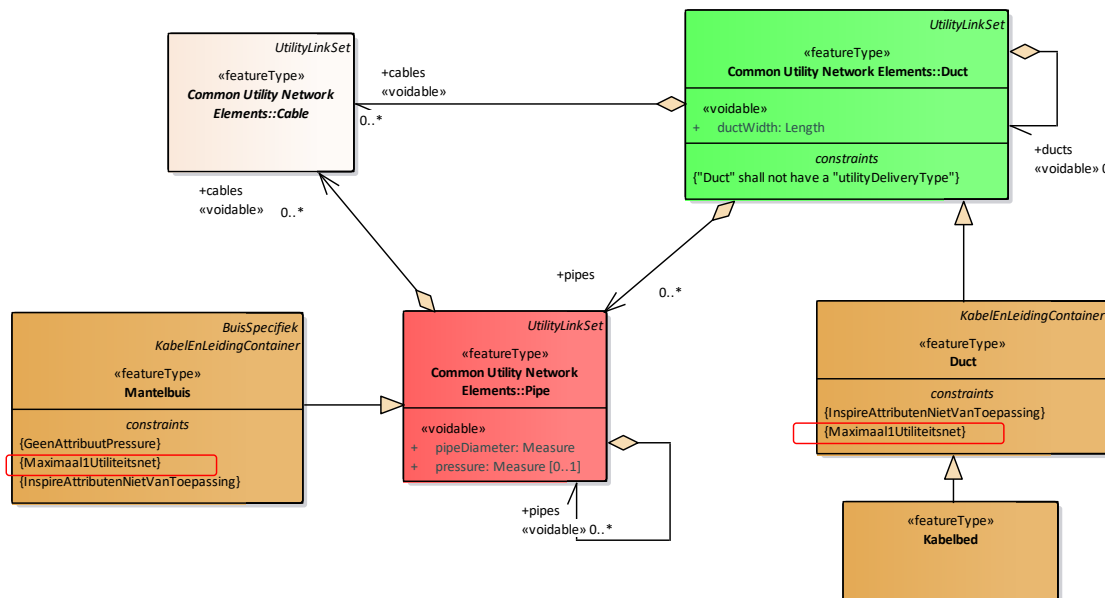 UtilityLinkSet
«featureType»
Common Utility Network
Elements::Cable
+cables
«voidable»
0..*
UtilityLinkSet
«featureType»
Common Utility Network Elements::Duct
«voidable»
+ ductWidth: Length
constraints
{"Duct" shall not have a "utilityDeliveryType"}
+ducts
«voidable» 0
+cables
«voidable»
0..*
+pipes
0..*
BuisSpecifiek
KabelEnLeidingContainer
«featureType»
Mantelbuis
constraints
{GeenAttribuutPressure}
{Maximaal1Utiliteitsnet}
{InspireAttributenNietVanToepassing}
UtilityLinkSet
«featureType»
Common Utility Network
Elements::Pipe
«voidable»
+ pipeDiameter: Measure
+ pressure: Measure [0..1]
+pipes
«voidable» 0..*
KabelEnLeidingContainer
«featureType»
Duct
constraints
{InspireAttributenNietVanToepassing}
{Maximaal1Utiliteitsnet}
«featureType»
Kabelbed